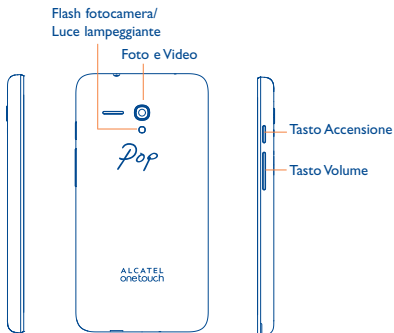 Flash fotocamera/
Luce lampeggiante
Foto e Video
Tasto Accensione
Pop
Tasto Volume
ALCATEL
onetouch